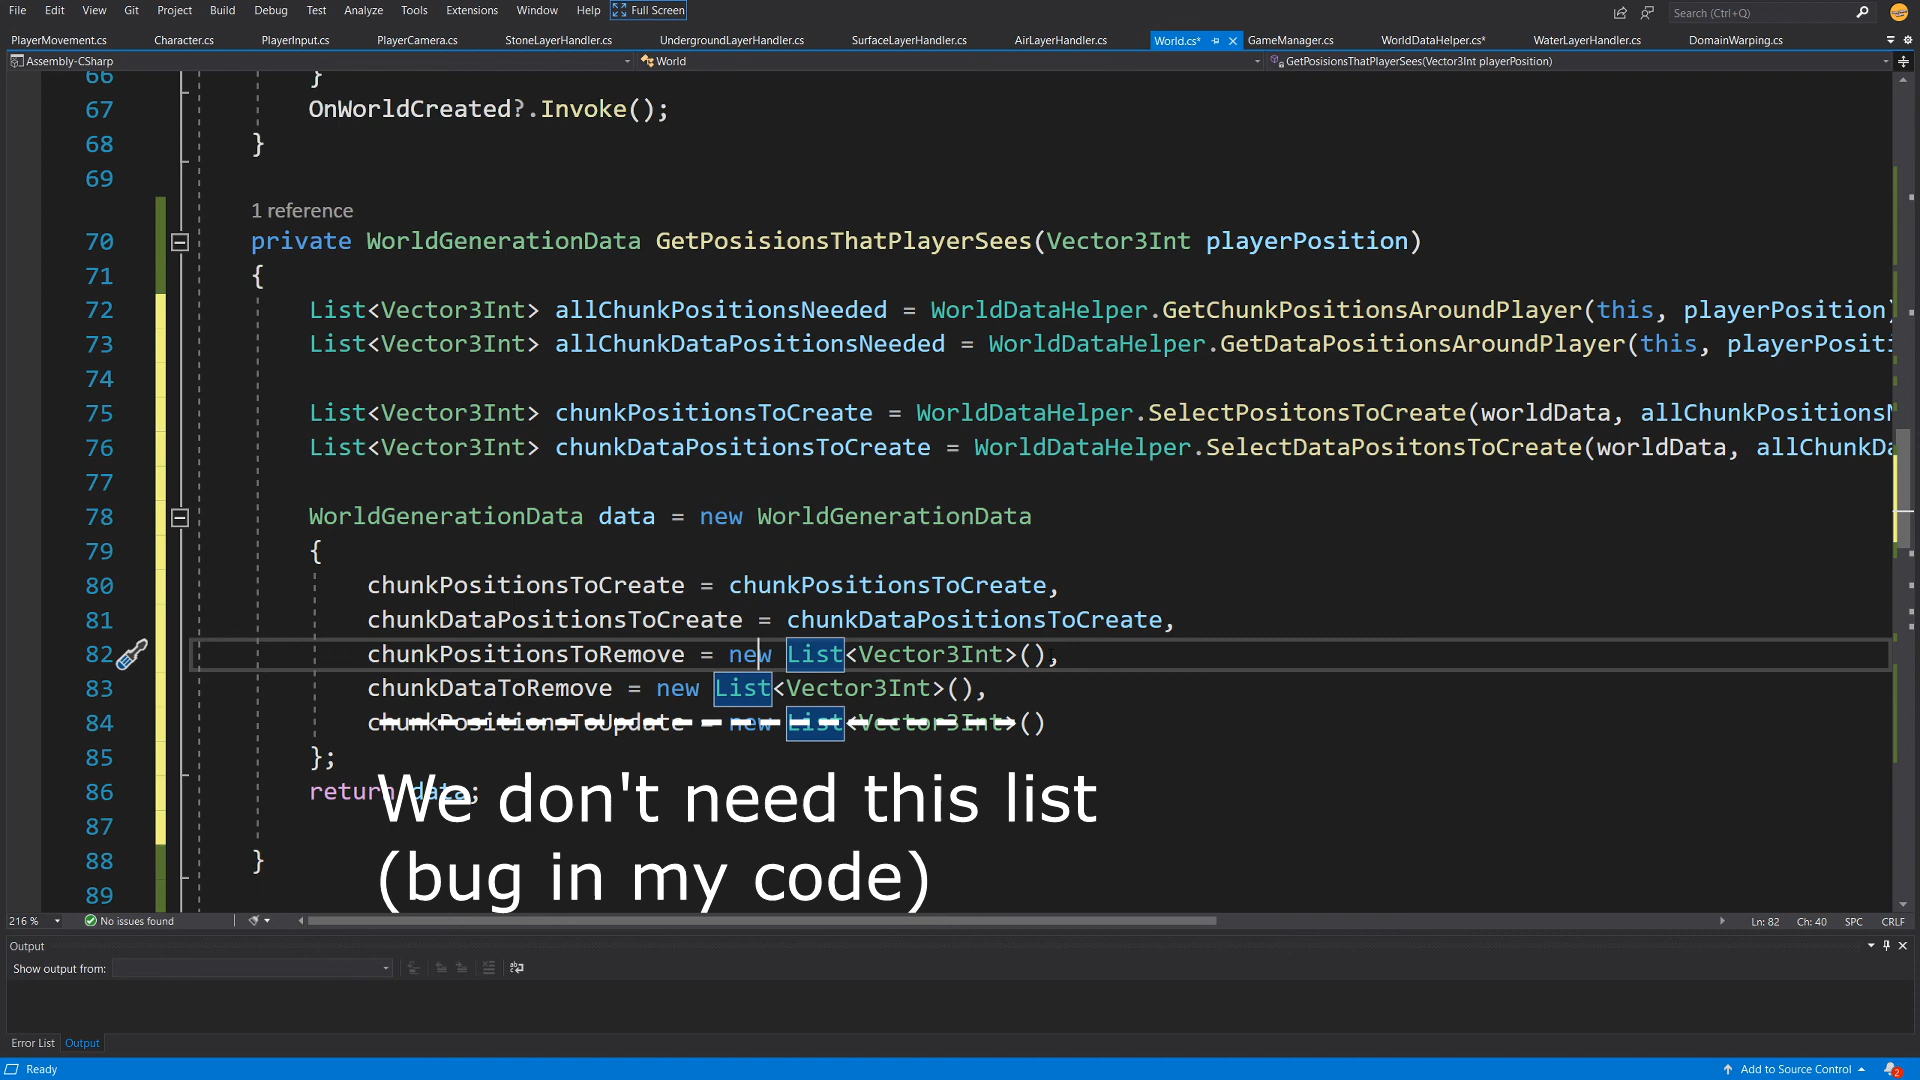 File Edit View Git Project Build Debug Test Analyze Tools Extensions Window Help Full Screen Search (Ctrl+Q)
PlayerMovement.cs Character.cs PlayerInput.cs PlayerCamera.cs StoneLayerHandler.cs UndergroundLayerHandler.cs SurfaceLayerHandler.cs AirLayerHandler.cs World.cs* GameManager.cs WorldDataHelper.cs* WaterLayerHandler.cs DomainWarping.cs
Assembly-CSharp World GetPosisionsThatPlayerSees(Vector3Int playerPosition)
66 }
67 OnWorldCreated?.Invoke();
68 }
69
1 reference
70 private WorldGenerationData GetPosisionsThatPlayerSees(Vector3Int playerPosition)
71 {
72 List<Vector3Int> allChunkPositionsNeeded = WorldDataHelper.GetChunkPositionsAroundPlayer(this, playerPosition)
73 List<Vector3Int> allChunkDataPositionsNeeded = WorldDataHelper.GetDataPositionsAroundPlayer(this, playerPositi
74
75 List<Vector3Int> chunkPositionsToCreate = WorldDataHelper.SelectPositonsToCreate(worldData, allChunkPositionsN
76 List<Vector3Int> chunkDataPositionsToCreate = WorldDataHelper.SelectDataPositonsToCreate(worldData, allChunkDa
77
78 WorldGenerationData data = new WorldGenerationData
79 {
80 chunkPositionsToCreate = chunkPositionsToCreate,
81 chunkDataPositionsToCreate = chunkDataPositionsToCreate,
82 chunkPositionsToRemove = new List<Vector3Int>(),
83 chunkDataToRemove = new List<Vector3Int>(),
84 chunkPositionsToUpdate = new List<Vector3Int>()
85 };
86 return data;
We don't need this list
87
88 }
(bug in my code)
89
216 % No issues found Ln: 82 Ch: 40 SPC CRLF
Output
Show output from:
Error List Output
Ready Add to Source Control 2